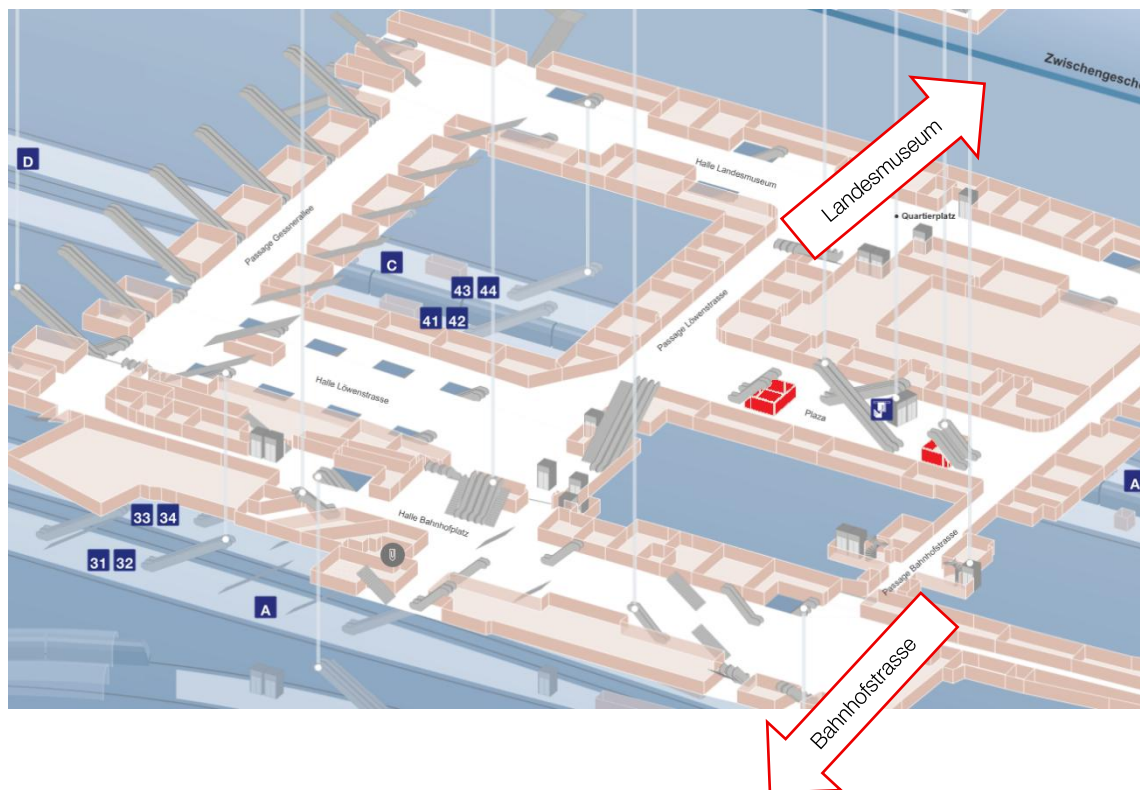 Zwischengesch
Landesmuseum
D
Halle Landesmuseum
Quartierplatz
Passage Gessnerallee
C
43 44
41 42
Passage Löwenstrasse
Halle Löwenstrasse
Plaza
A
33 34
Halle Bahnhofplatz
31 32
Passage Bahnhofstrasse
A
Bahnhofstrasse